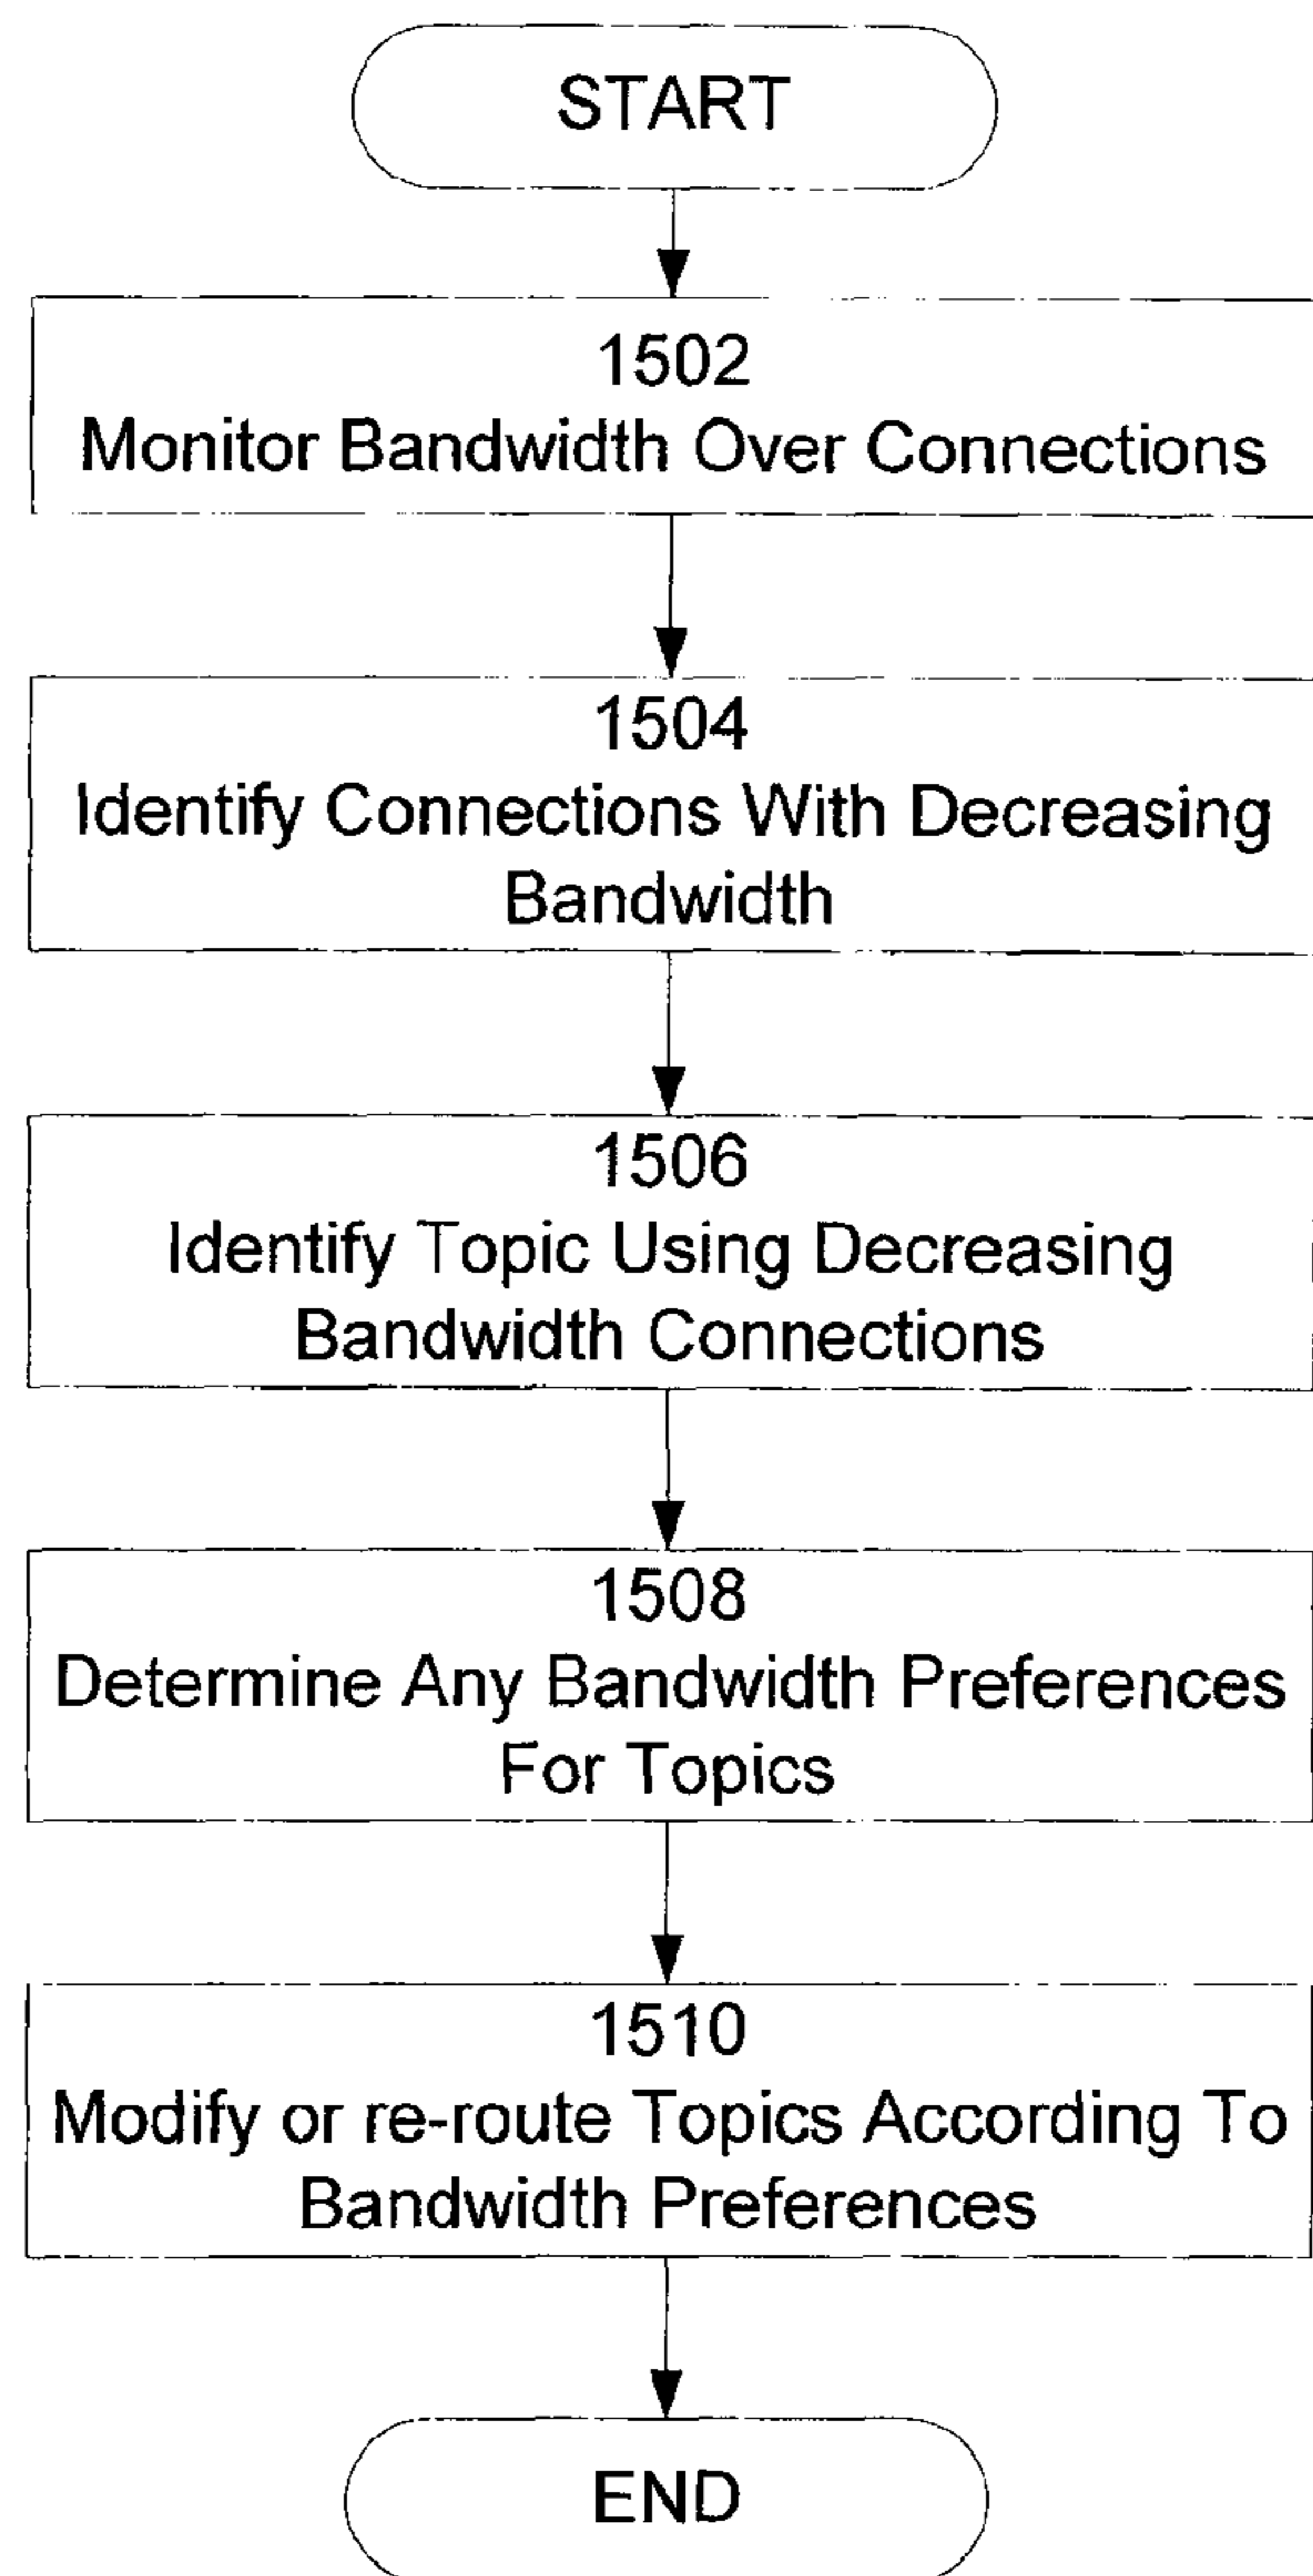 START
1502
Monitor Bandwidth Over Connections
1504
Identify Connections With Decreasing
Bandwidth
1506
Identify Topic Using Decreasing
Bandwidth Connections
1508
Determine Any Bandwidth Preferences
For Topics
1510
Modify or re-route Topics According To
Bandwidth Preferences
END